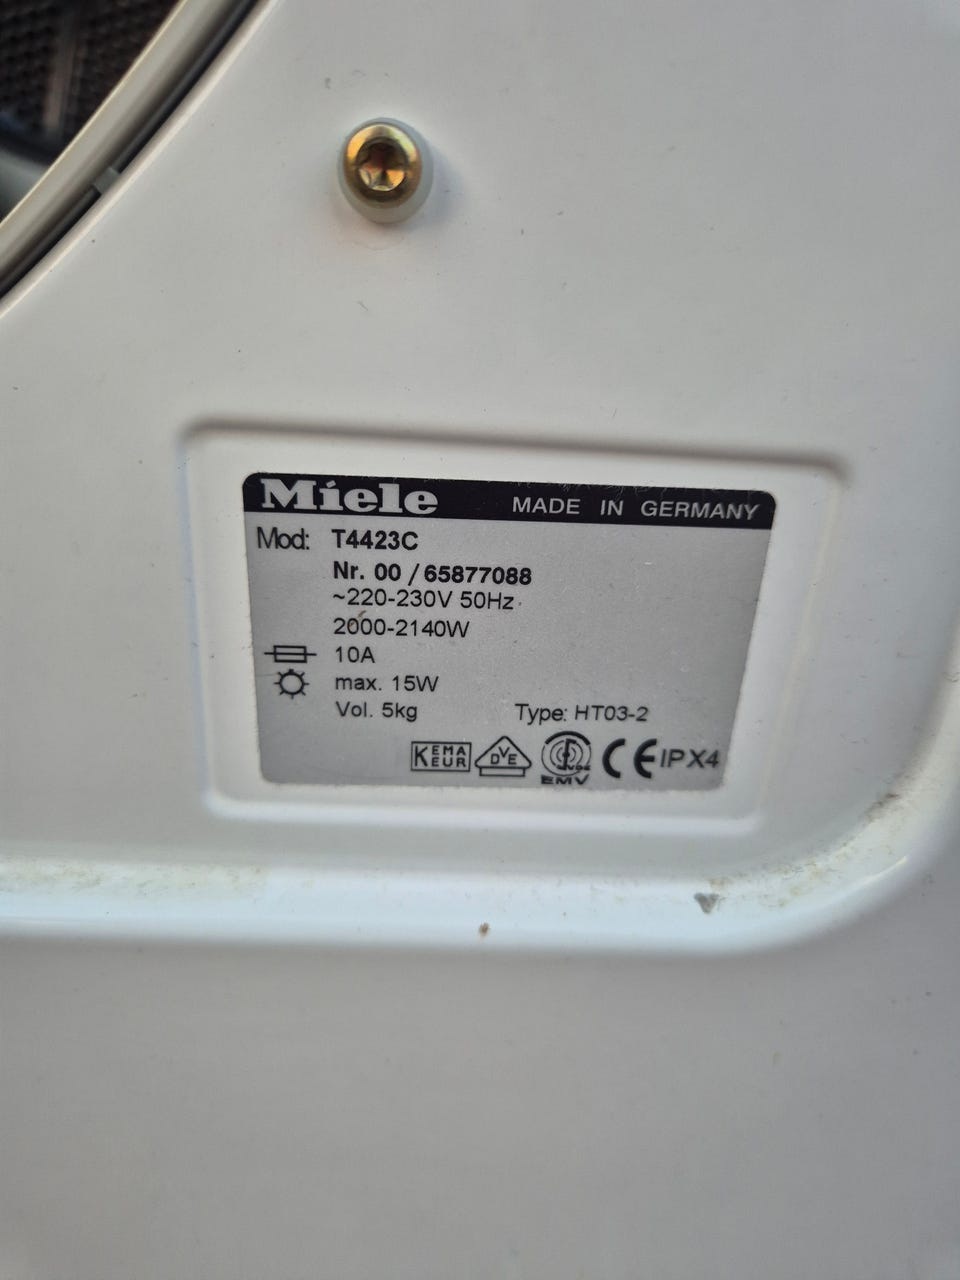 Miele MADE IN GERMANY
Mod: T4423C
Nr. 00 / 65877088
~220-230V 50Hz
2000-2140W
10A
max. 15W
Vol. 5kg Type: HT03-2
KEMA KEUR DVE VDE EMV CE IPX4